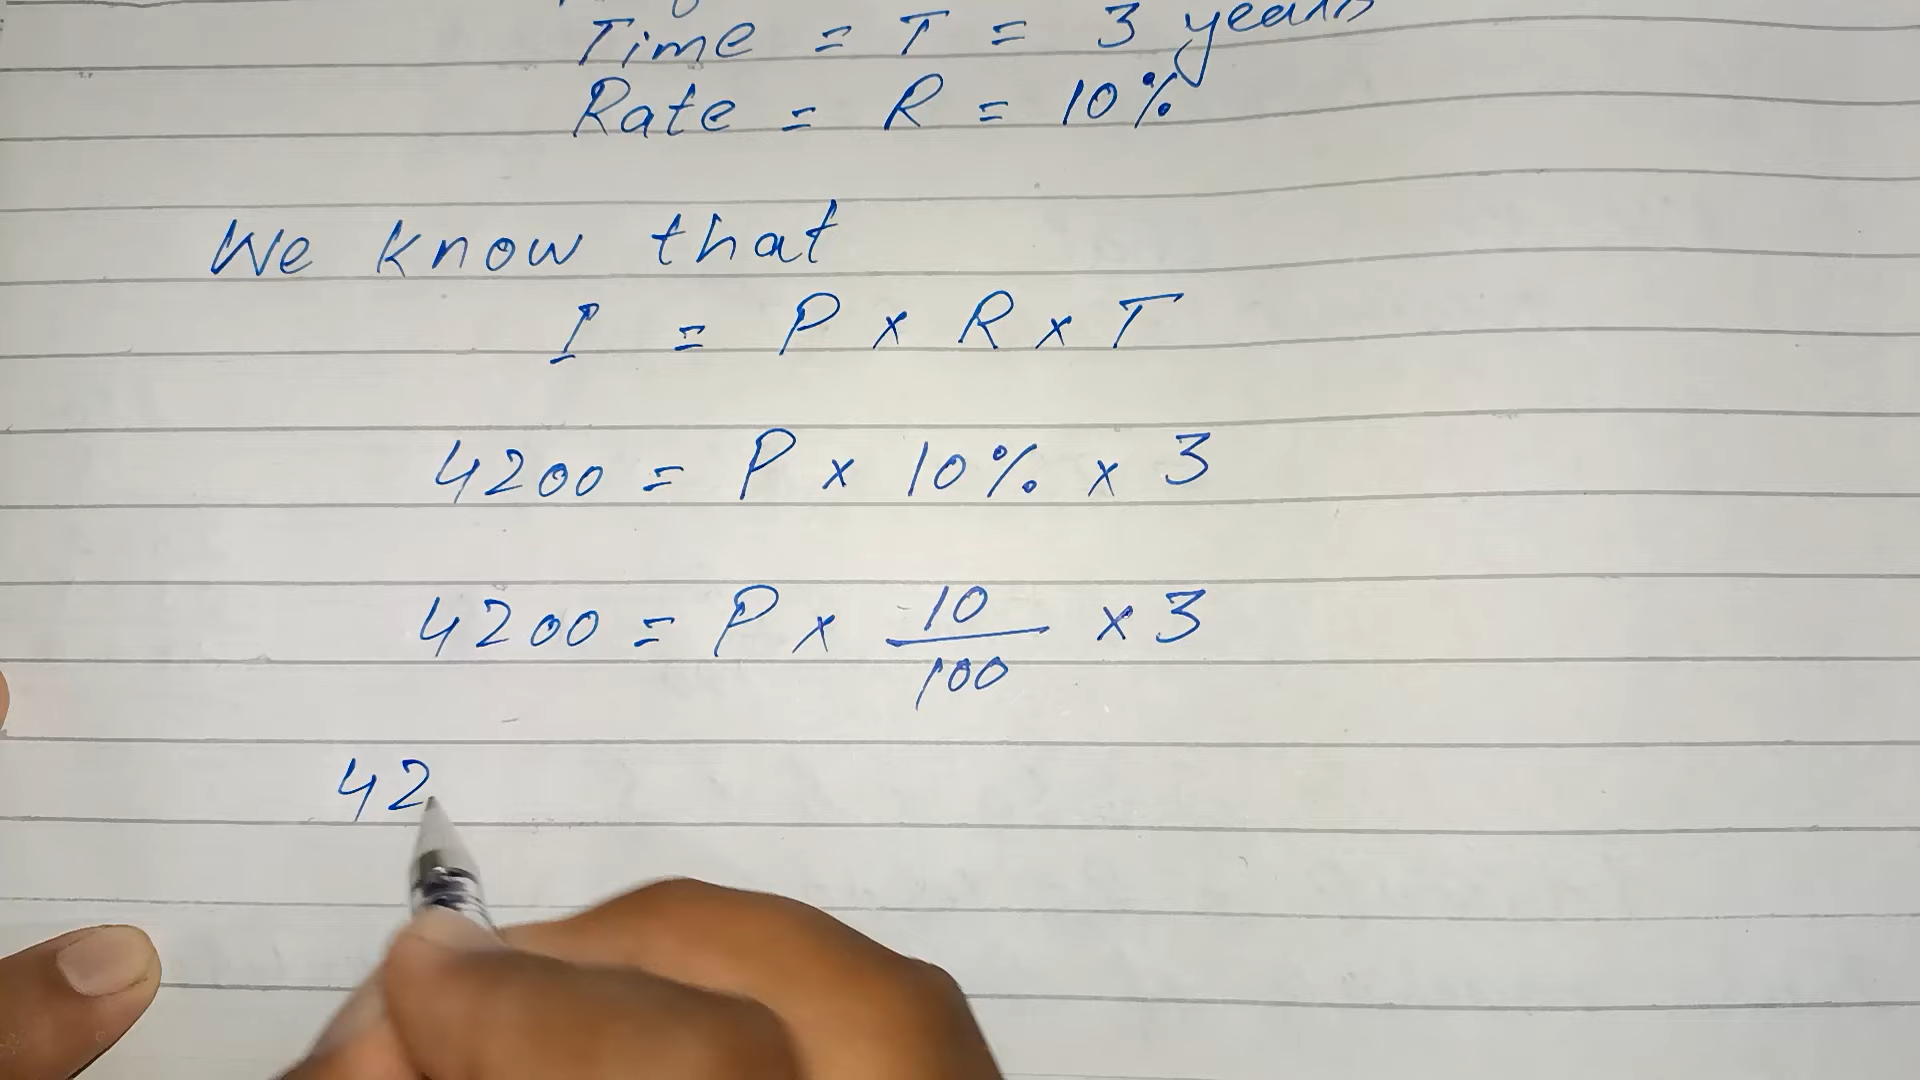 Time = T = 3 years
Rate = R = 10%
We know that
I = P × R × T
4200 = P × 10% × 3
4200 = P × 10/100 × 3
42